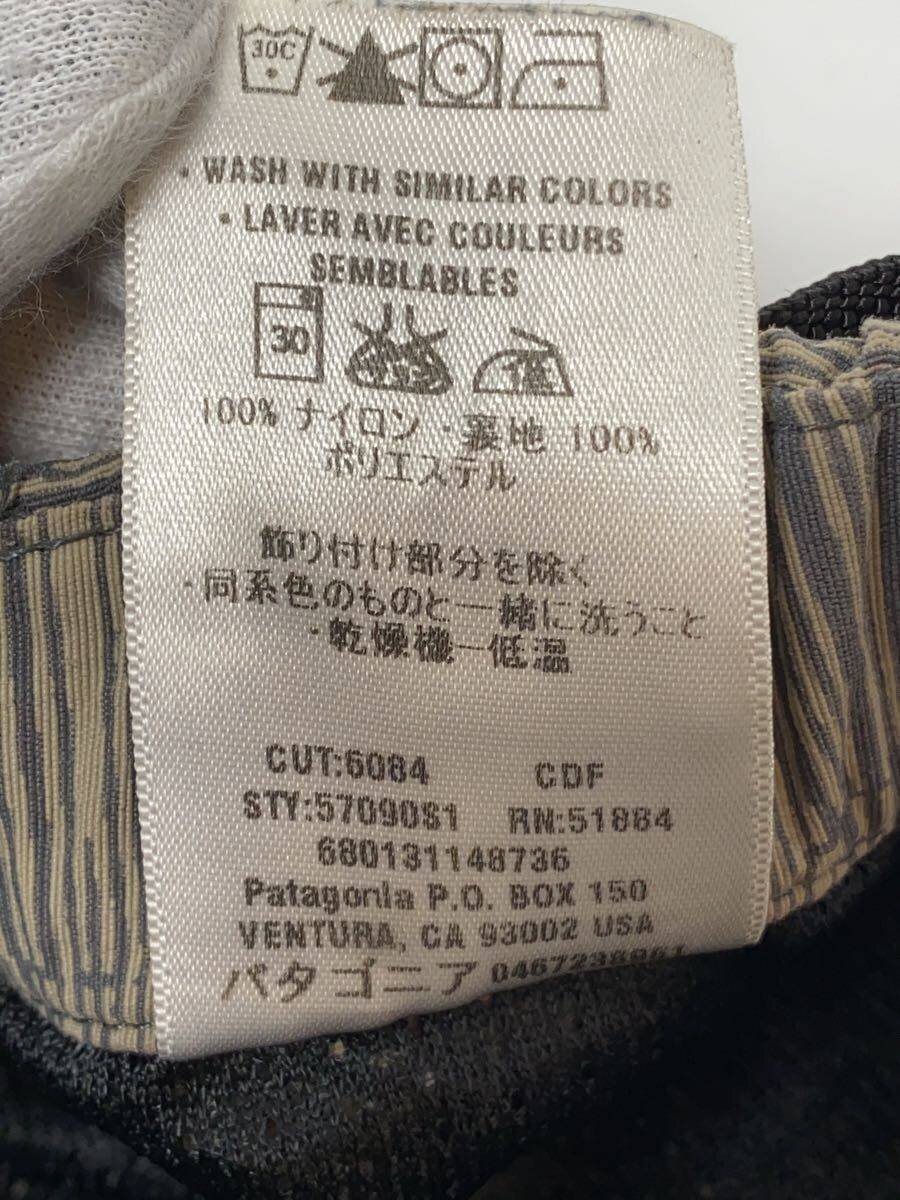 30C
• WASH WITH SIMILAR COLORS
• LAVER AVEC COULEURS
SEMBLABLES
30
100% ナイロン・裏地 100%
ポリエステル
飾り付け部分を除く
・同系色のものと一緒に洗うこと
・乾燥機ー低温
CUT:6084 CDF
STY:57090S1 RN:51884
680131148736
Patagonia P.O. BOX 150
VENTURA, CA 93002 USA
パタゴニア